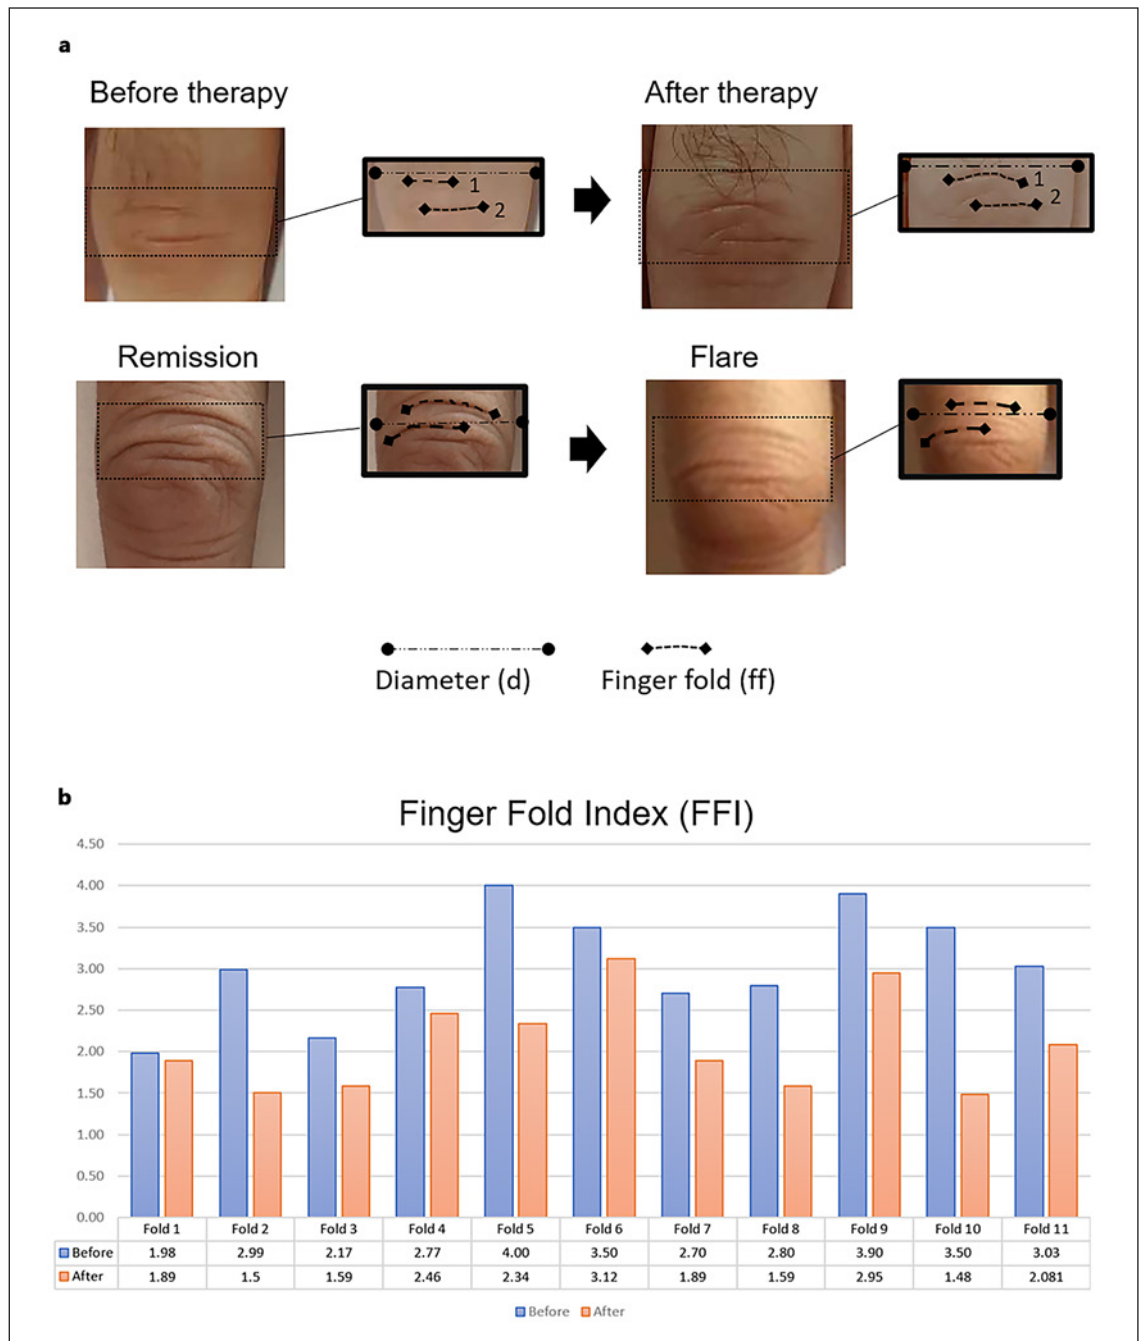 a
Before therapy
After therapy
1
2
1
2
Remission
Flare
Diameter (d)
Finger fold (ff)
b
Finger Fold Index (FFI)
4.50
4.00
3.50
3.00
2.50
2.00
1.50
1.00
0.50
0.00
Fold 1 Fold 2 Fold 3 Fold 4 Fold 5 Fold 6 Fold 7 Fold 8 Fold 9 Fold 10 Fold 11
Before 1.98 2.99 2.17 2.77 4.00 3.50 2.70 2.80 3.90 3.50 3.03
After 1.89 1.5 1.59 2.46 2.34 3.12 1.89 1.59 2.95 1.48 2.081
Before After